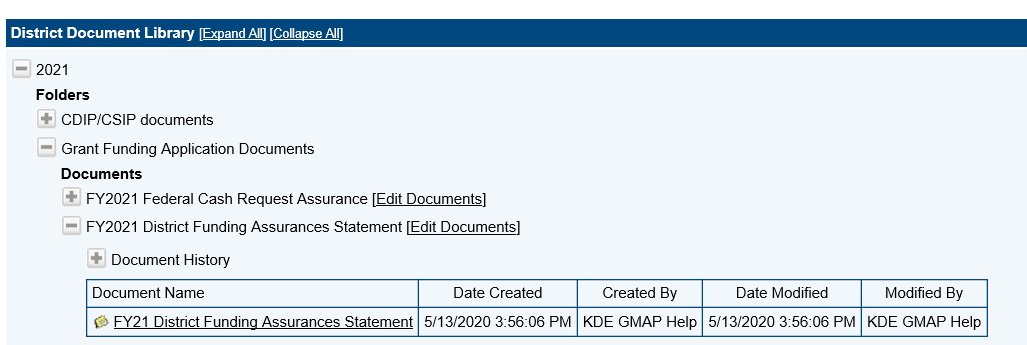 District Document Library [Expand All] [Collapse All]
2021
Folders
CDIP/CSIP documents
Grant Funding Application Documents
Documents
FY2021 Federal Cash Request Assurance [Edit Documents]
FY2021 District Funding Assurances Statement [Edit Documents]
Document History
Document Name Date Created Created By Date Modified Modified By
FY21 District Funding Assurances Statement 5/13/2020 3:56:06 PM KDE GMAP Help 5/13/2020 3:56:06 PM KDE GMAP Help